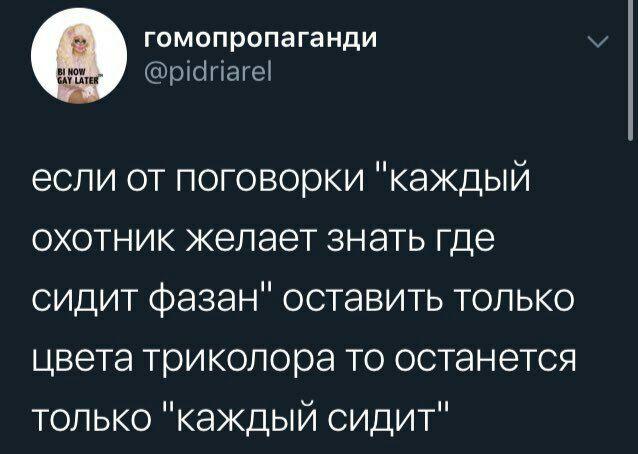 гомопропаганди
@pidriarel
BI NOW
GAY LATER
если от поговорки "каждый
охотник желает знать где
сидит фазан" оставить только
цвета триколора то останется
только "каждый сидит"